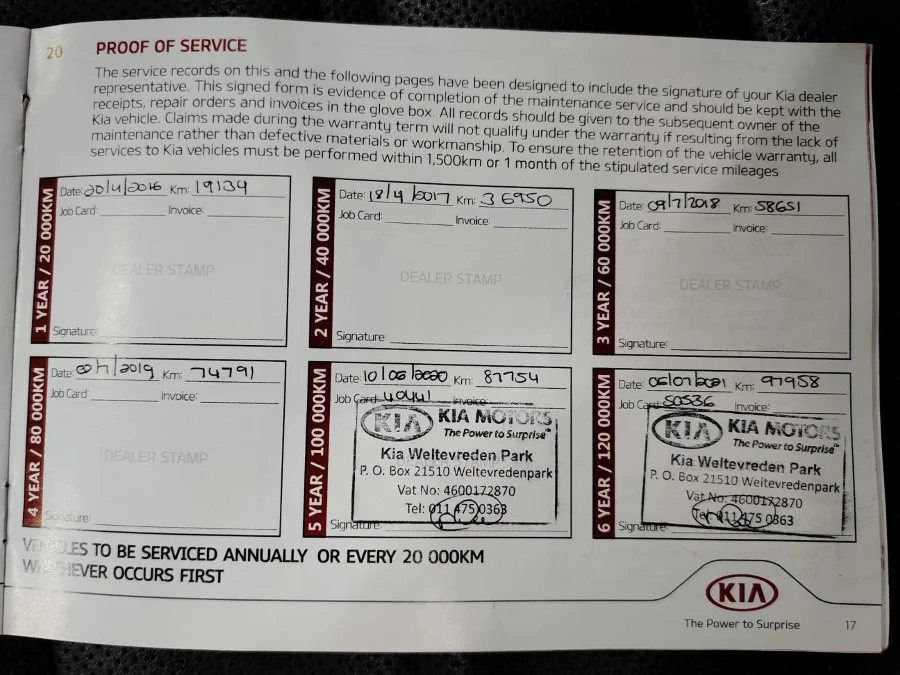 20
PROOF OF SERVICE
The service records on this and the following pages have been designed to include the signature of your Kia dealer
representative. This signed form is evidence of completion of the maintenance service and should be kept with the
receipts, repair orders and invoices in the glove box. All records should be given to the subsequent owner of the
Kia vehicle. Claims made during the warranty term will not qualify under the warranty if resulting from the lack of
maintenance rather than defective materials or workmanship. To ensure the retention of the vehicle warranty, all
services to Kia vehicles must be performed within 1,500km or 1 month of the stipulated service mileages
1 YEAR / 20 000KM
Date: 20/4/2016 Km: 19134
Job Card: Invoice:
DEALER STAMP
Signature:
2 YEAR / 40 000KM
Date: 18/4/2017 Km: 36950
Job Card: Invoice:
DEALER STAMP
Signature:
3 YEAR / 60 000KM
Date: 09/7/2018 Km: 58651
Job Card: Invoice:
DEALER STAMP
Signature:
4 YEAR / 80 000KM
Date: /2019 Km: 74791
Job Card: Invoice:
DEALER STAMP
Signature:
5 YEAR / 100 000KM
Date: 10/06/2020 Km: 87754
Job Card: 40441 Invoice:
KIA KIA MOTORS
The Power to Surprise™
Kia Weltevreden Park
P. O. Box 21510 Weltevredenpark
Vat No: 4600172870
Tel: 011 475 0363
Signature:
6 YEAR / 120 000KM
Date: 06/07/2021 Km: 97958
Job Card: 50536 Invoice:
KIA KIA MOTORS
The Power to Surprise™
Kia Weltevreden Park
P. O. Box 21510 Weltevredenpark
Vat No: 4600172870
Tel: 011 475 0363
Signature:
VEHICLES TO BE SERVICED ANNUALLY OR EVERY 20 000KM
WHICHEVER OCCURS FIRST
KIA
The Power to Surprise
17